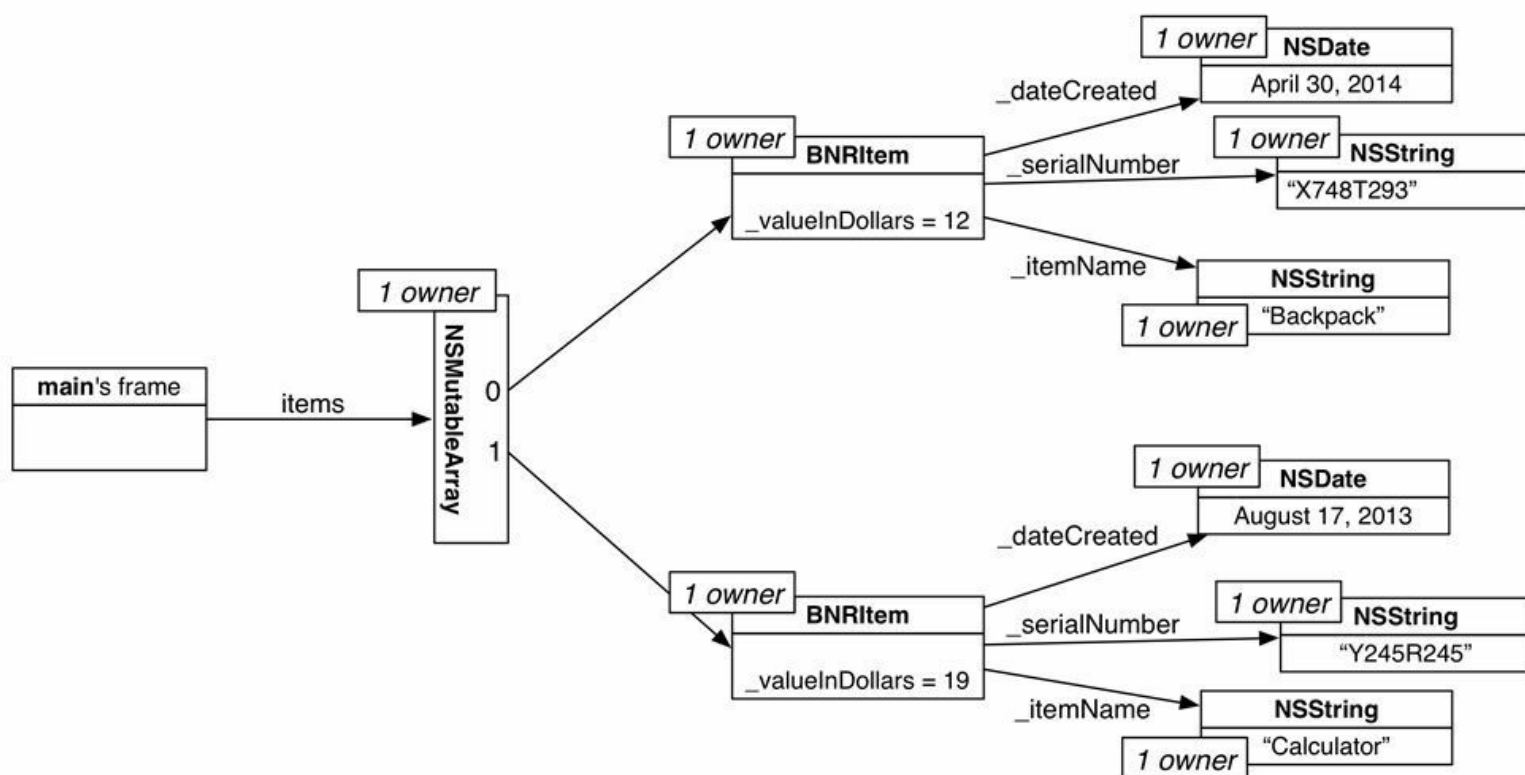 main's frame
items
1 owner
NSMutableArray
0
1
1 owner
BNRItem
_valueInDollars = 12
_dateCreated
1 owner
NSDate
April 30, 2014
_serialNumber
1 owner
NSString
“X748T293”
_itemName
NSString
“Backpack”
1 owner
1 owner
BNRItem
_valueInDollars = 19
_dateCreated
1 owner
NSDate
August 17, 2013
_serialNumber
1 owner
NSString
“Y245R245”
_itemName
NSString
“Calculator”
1 owner